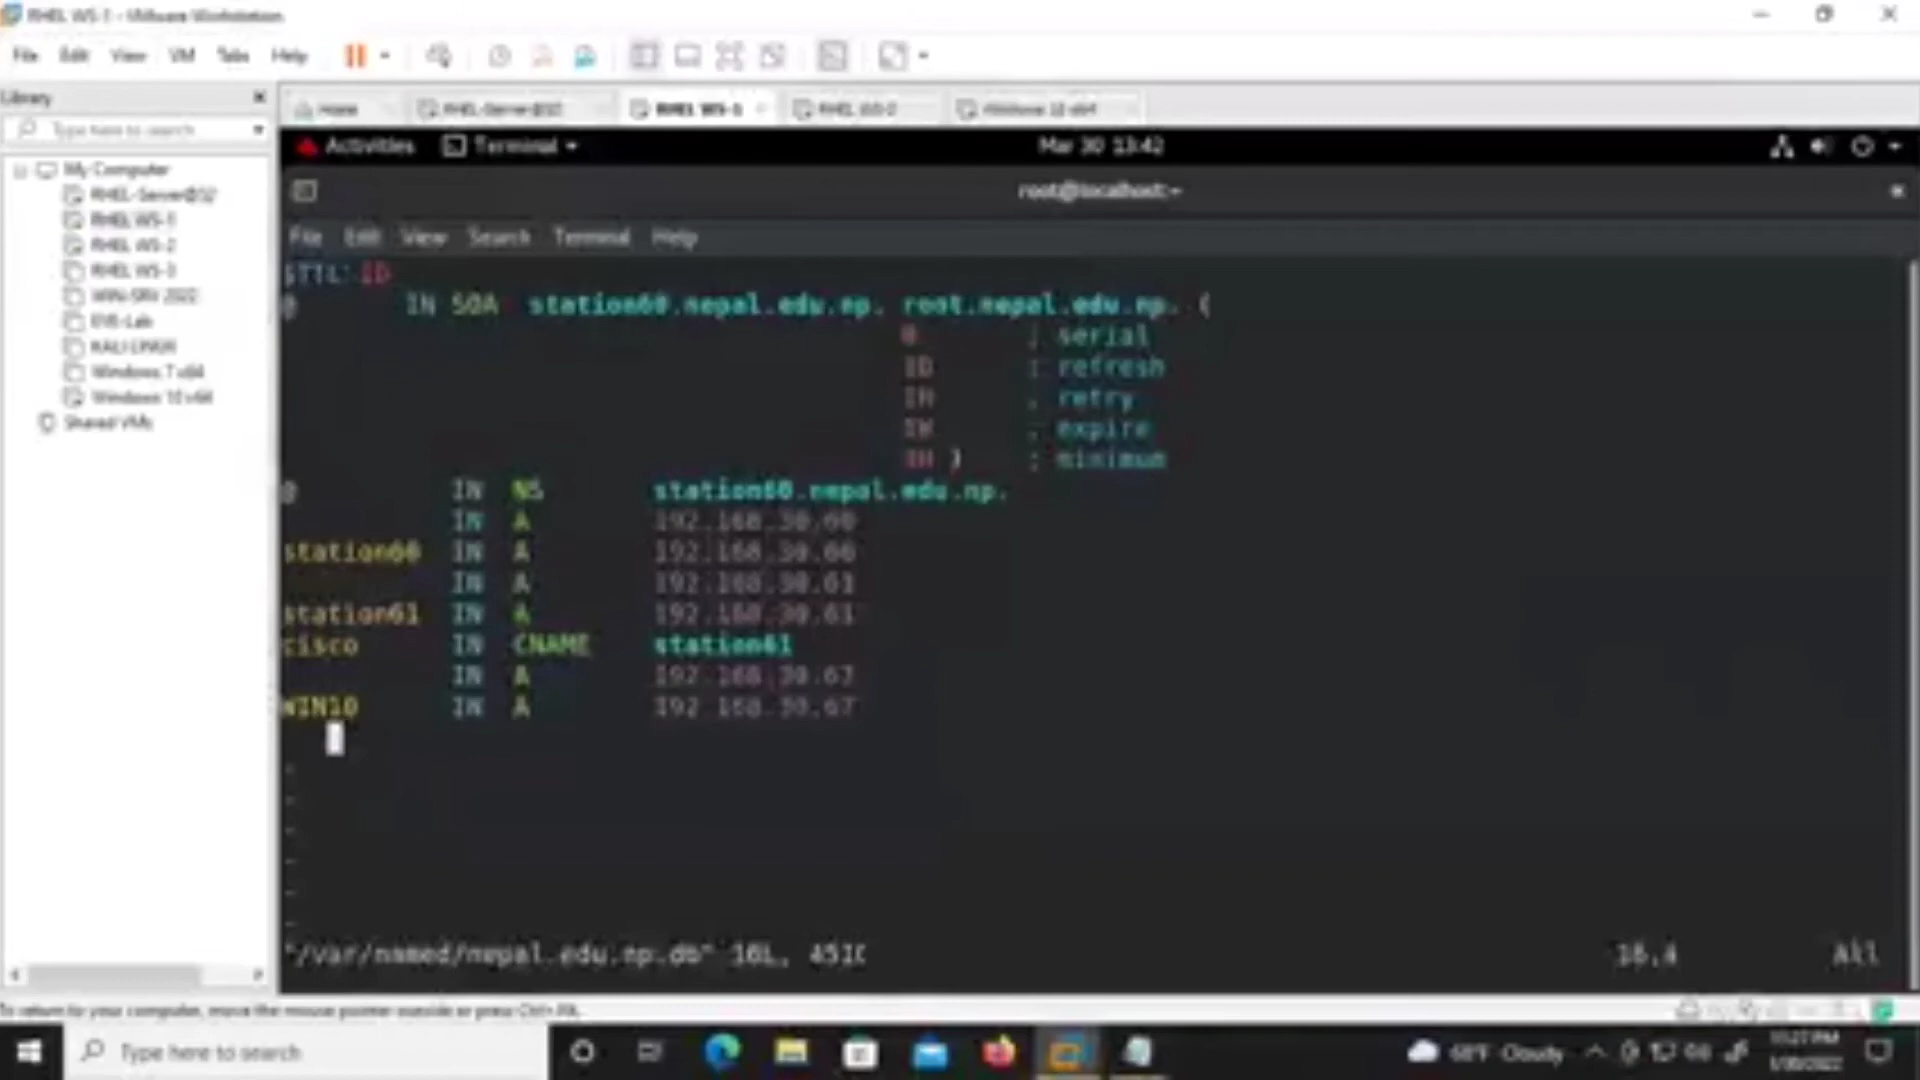 RHEL WS-1 - VMware Workstation
File Edit View VM Tabs Help
Library
Type here to search
Home RHEL-Server@52 RHEL WS-1 RHEL WS-2 Windows 10 x64
My Computer
RHEL-Server@52
RHEL WS-1
RHEL WS-2
RHEL WS-3
WIN-SRV 2022
KALI LINUX
Windows 7 x64
Windows 10 x64
Shared VMs
Activities Terminal Mar 30 13:42
root@localhost:~
File Edit View Search Terminal Help
$TTL 1D
@ IN SOA station60.nepal.edu.np. root.nepal.edu.np. (
0 ; serial
1D ; refresh
1H ; retry
1W ; expire
3H ) ; minimum
@ IN NS station60.nepal.edu.np.
IN A 192.168.30.60
station60 IN A 192.168.30.60
IN A 192.168.30.61
station61 IN A 192.168.30.61
cisco IN CNAME station61
IN A 192.168.30.67
WIN10 IN A 192.168.30.67
~
~
~
~
~
~
"/var/named/nepal.edu.np.db" 16L, 451C 16,4 All
To return to your computer, move the mouse pointer outside or press Ctrl+Alt.
Type here to search 68°F Cloudy